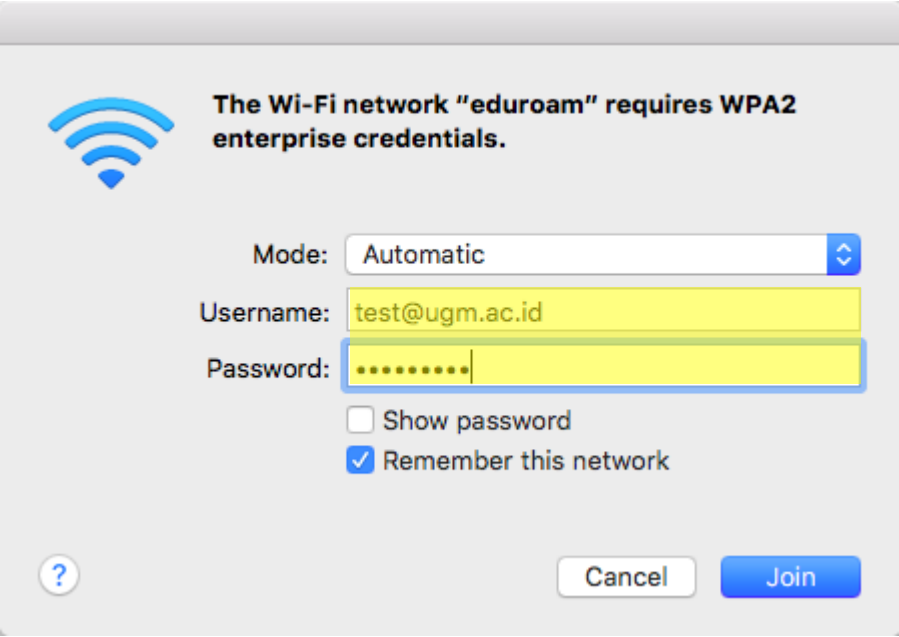 The Wi-Fi network “eduroam” requires WPA2
enterprise credentials.
Mode: Automatic
Username: test@ugm.ac.id
Password: •••••••••
Show password
Remember this network
? Cancel Join